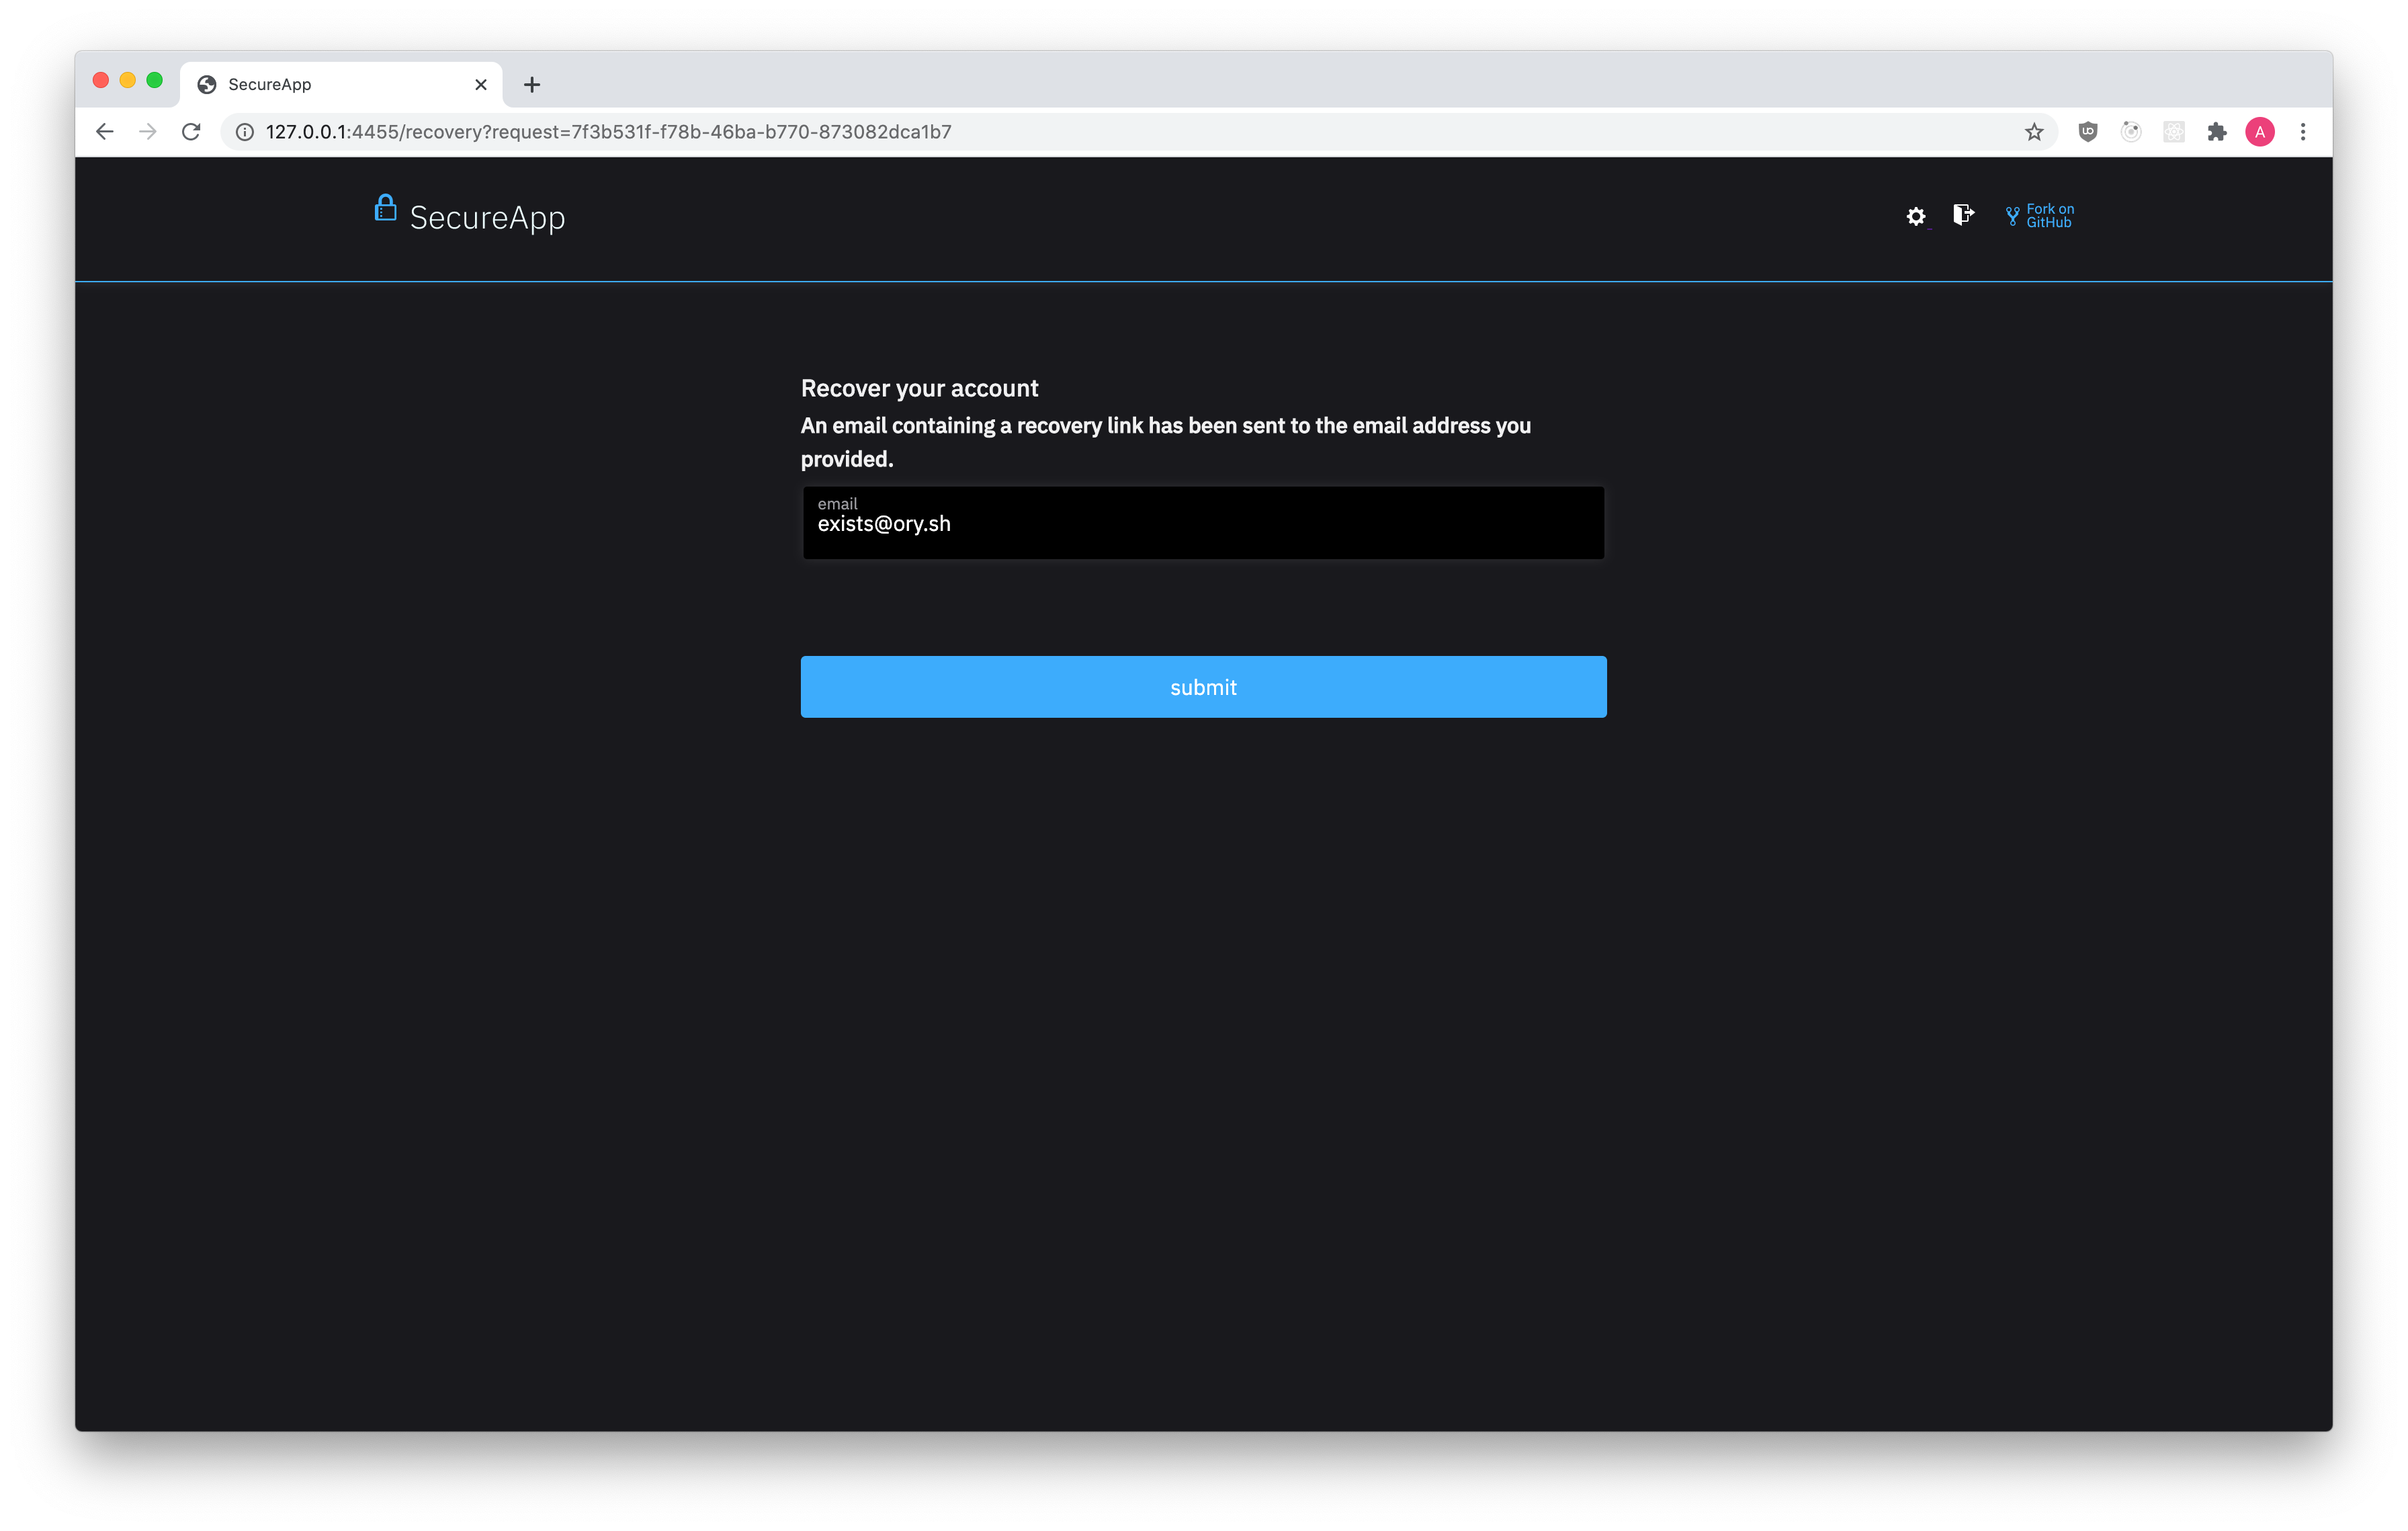 SecureApp
127.0.0.1:4455/recovery?request=7f3b531f-f78b-46ba-b770-873082dca1b7
A
SecureApp
Fork on
GitHub
Recover your account
An email containing a recovery link has been sent to the email address you
provided.
email
exists@ory.sh
submit